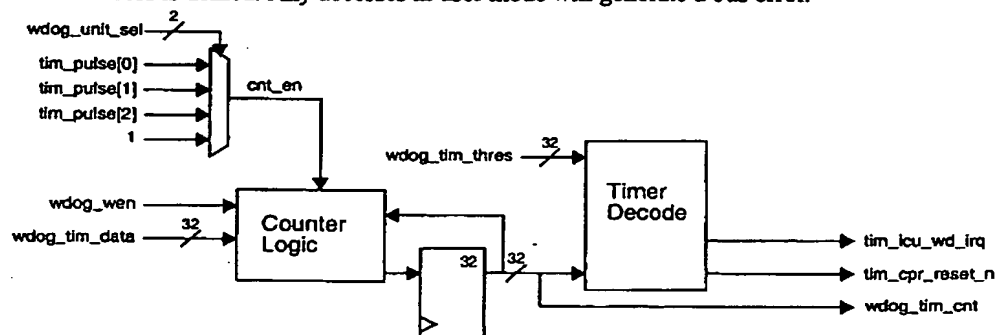 wdog_unit_sel
2
tim_pulse[0]
tim_pulse[1]
tim_pulse[2]
1
cnt_en
wdog_tim_thres
32
Timer
Decode
wdog_wen
wdog_tim_data
32
Counter
Logic
32
32
tim_icu_wd_irq
tim_cpr_reset_n
wdog_tim_cnt